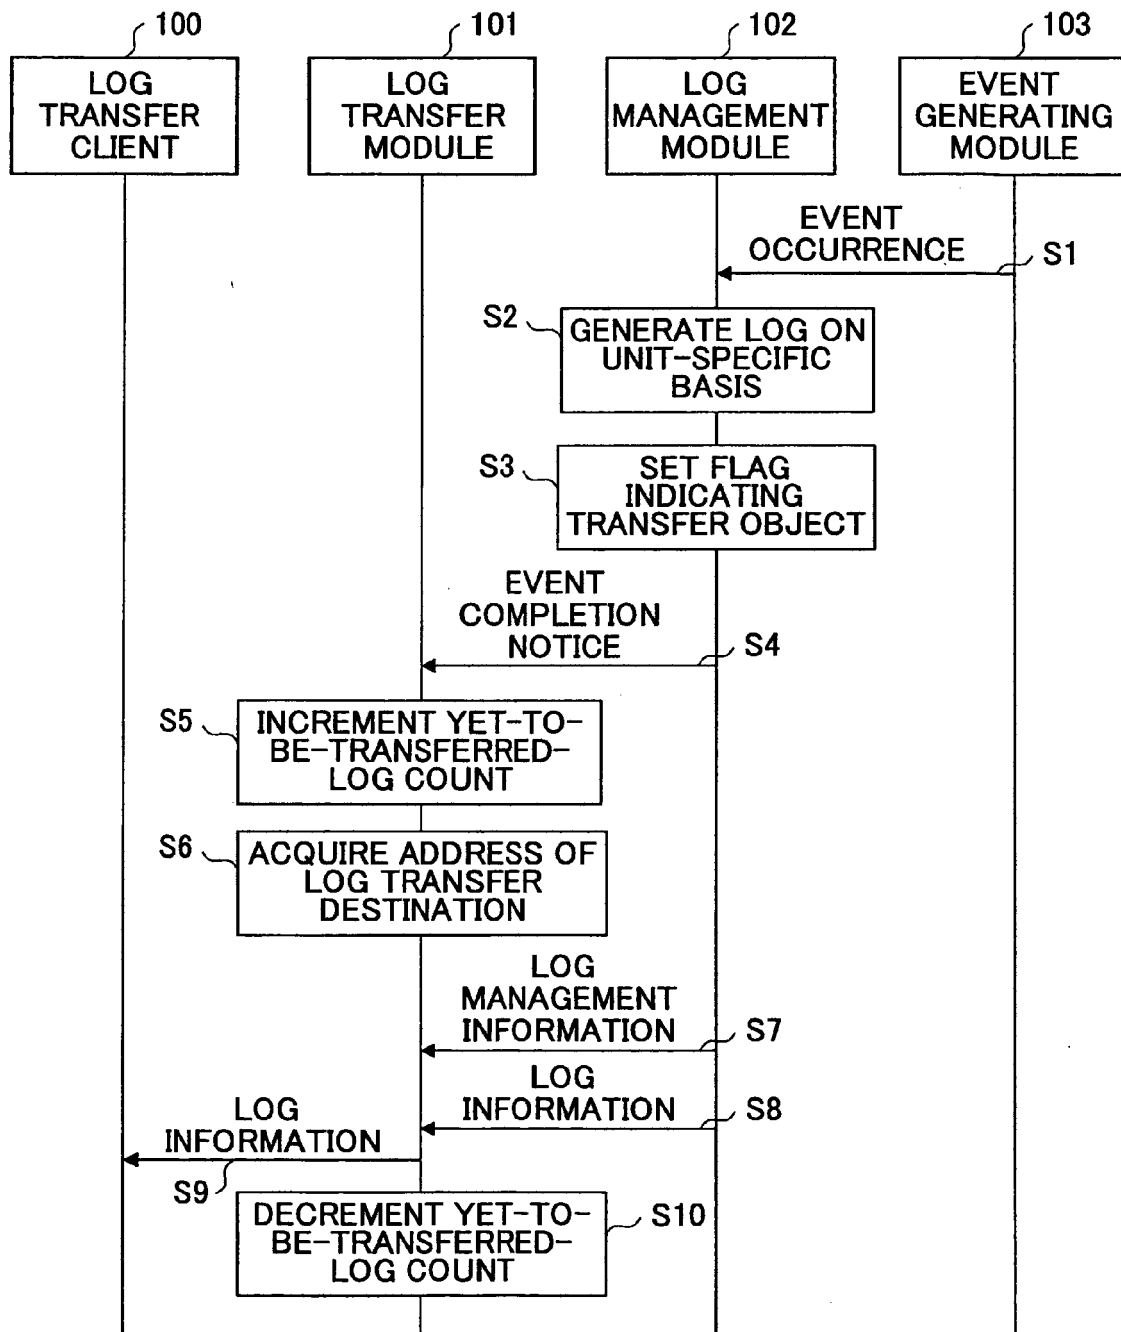 100
101
102
103
LOG
TRANSFER
CLIENT
LOG
TRANSFER
MODULE
LOG
MANAGEMENT
MODULE
EVENT
GENERATING
MODULE
EVENT
OCCURRENCE
S1
S2
GENERATE LOG ON
UNIT-SPECIFIC
BASIS
S3
SET FLAG
INDICATING
TRANSFER OBJECT
EVENT
COMPLETION
NOTICE
S4
S5
INCREMENT YET-TO-
BE-TRANSFERRED-
LOG COUNT
S6
ACQUIRE ADDRESS OF
LOG TRANSFER
DESTINATION
LOG
MANAGEMENT
INFORMATION
S7
LOG
INFORMATION
S8
LOG
INFORMATION
S9
DECREMENT YET-TO-
BE-TRANSFERRED-
LOG COUNT
S10